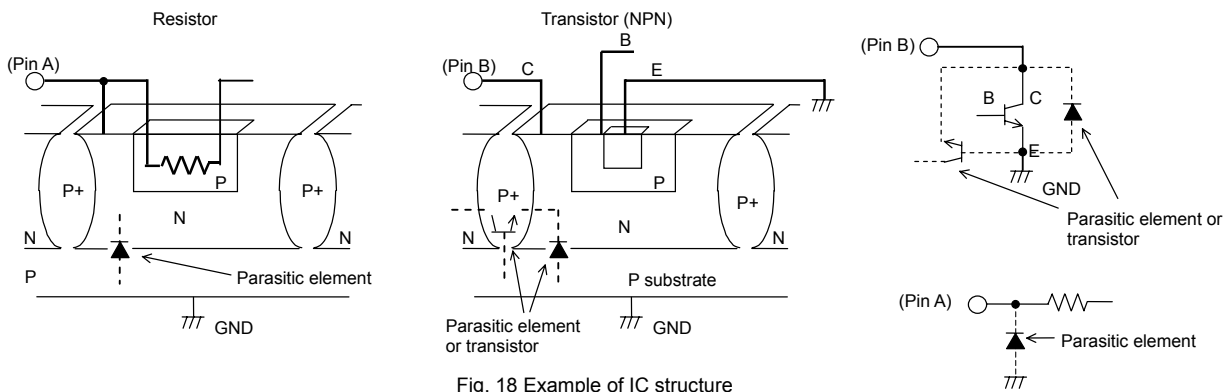 Resistor
(Pin A)
P+
P
P+
N
N
N
P
Parasitic element
GND
Transistor (NPN)
B
(Pin B)
C
E
P
P+
P+
N
N
N
P substrate
Parasitic element
or transistor
GND
(Pin B)
B
C
E
GND
Parasitic element or
transistor
(Pin A)
Parasitic element
Fig. 18 Example of IC structure